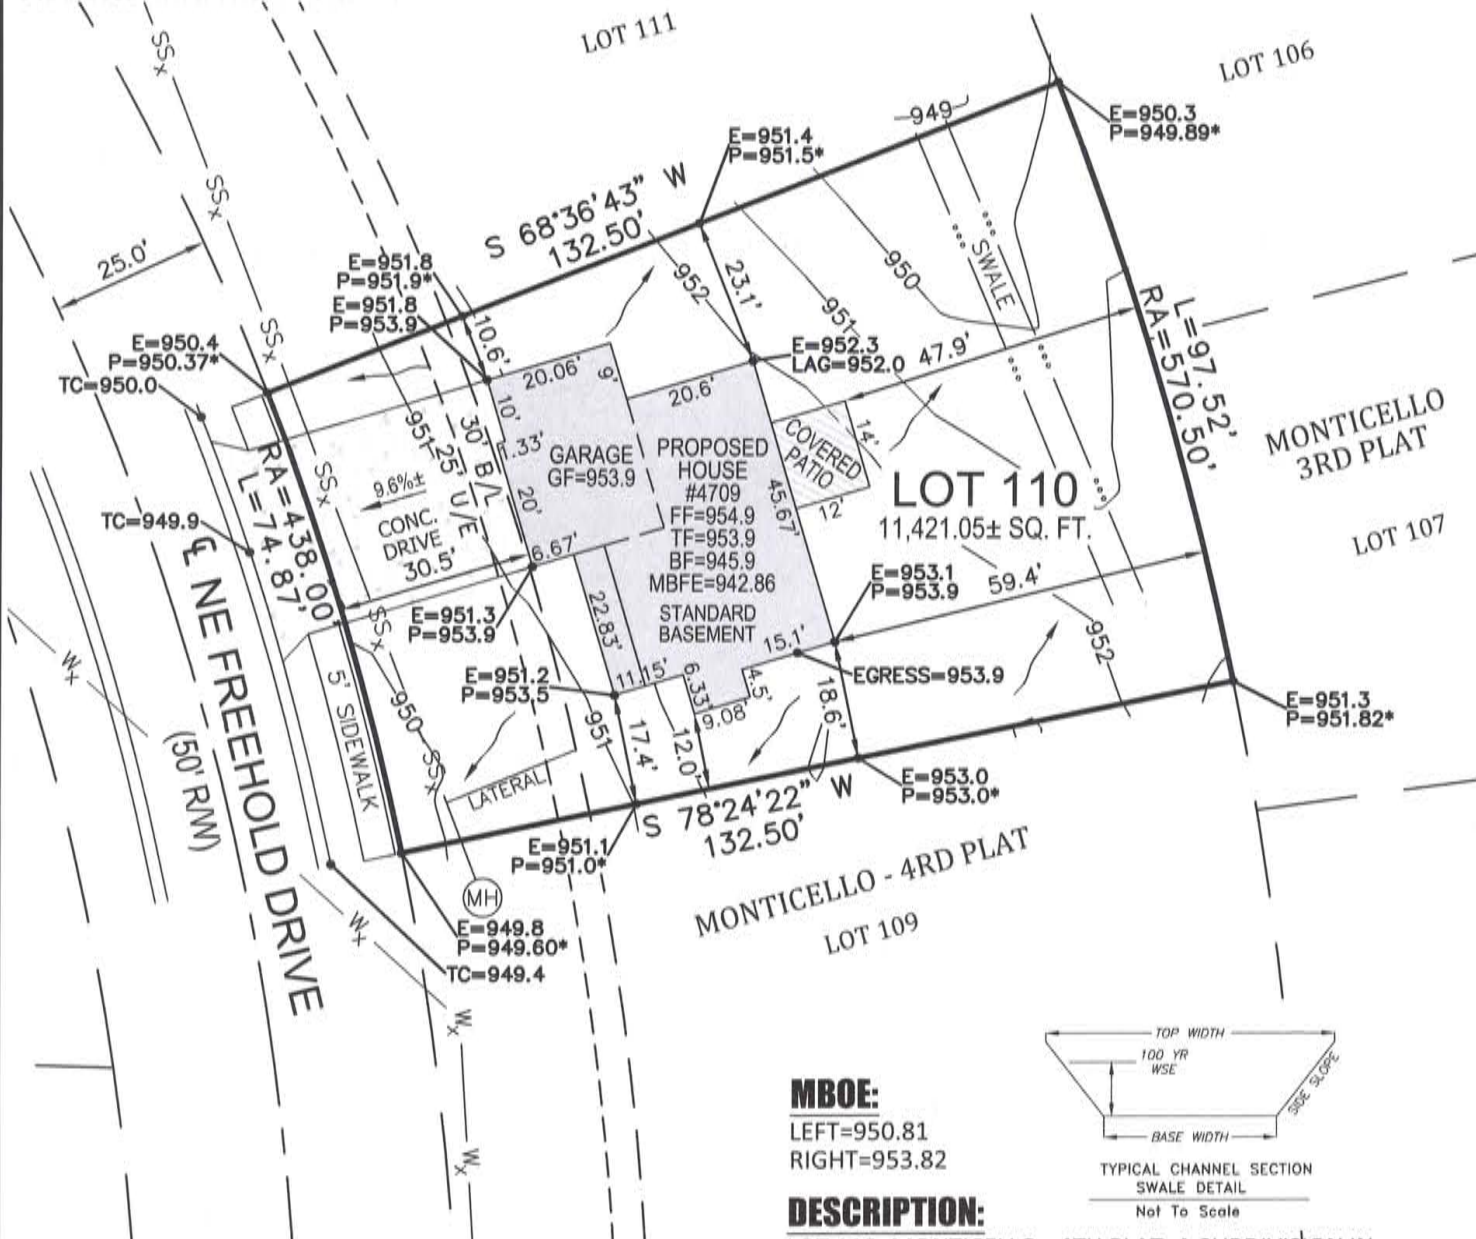 LOT 111
LOT 106
949
E=950.3
P=949.89*
E=951.4
P=951.5*
S 68°36'43" W
132.50'
25.0'
SSx
SSx
SSx
SSx
SSx
SSx
E=951.8
P=951.9*
E=951.8
P=953.9
E=950.4
P=950.37*
TC=950.0
952
23.1'
951
950
SWALE
10.6'
20.06'
9'
20.6'
E=952.3
LAG=952.0
47.9'
L=97.52'
RA=570.50'
MONTICELLO
3RD PLAT
LOT 107
951
25' U/E
30' B/L
10'
1.33'
20'
GARAGE
GF=953.9
PROPOSED
HOUSE
#4709
FF=954.9
TF=953.9
BF=945.9
MBFE=942.86
STANDARD
BASEMENT
45.67'
COVERED
PATIO
14'
12'
LOT 110
11,421.05± SQ. FT.
9.6%±
CONC.
DRIVE
30.5'
6.67'
RA=438.00'
L=74.87'
TC=949.9
℄ NE FREEHOLD DRIVE
(50' R/W)
Wx
E=951.3
P=953.9
22.83'
E=953.1
P=953.9
59.4'
952
E=951.2
P=953.5
11.15'
6.33'
9.08'
4.5'
15.1'
EGRESS=953.9
18.6'
E=951.3
P=951.82*
5' SIDEWALK
950
951
17.4'
12.0'
LATERAL
E=953.0
P=953.0*
S 78°24'22" W
132.50'
E=951.1
P=951.0*
MONTICELLO - 4RD PLAT
LOT 109
MH
E=949.8
P=949.60*
TC=949.4
Wx
Wx
Wx
MBOE:
LEFT=950.81
RIGHT=953.82
DESCRIPTION:
TOP WIDTH
100 YR
WSE
SIDE SLOPE
BASE WIDTH
TYPICAL CHANNEL SECTION
SWALE DETAIL
Not To Scale